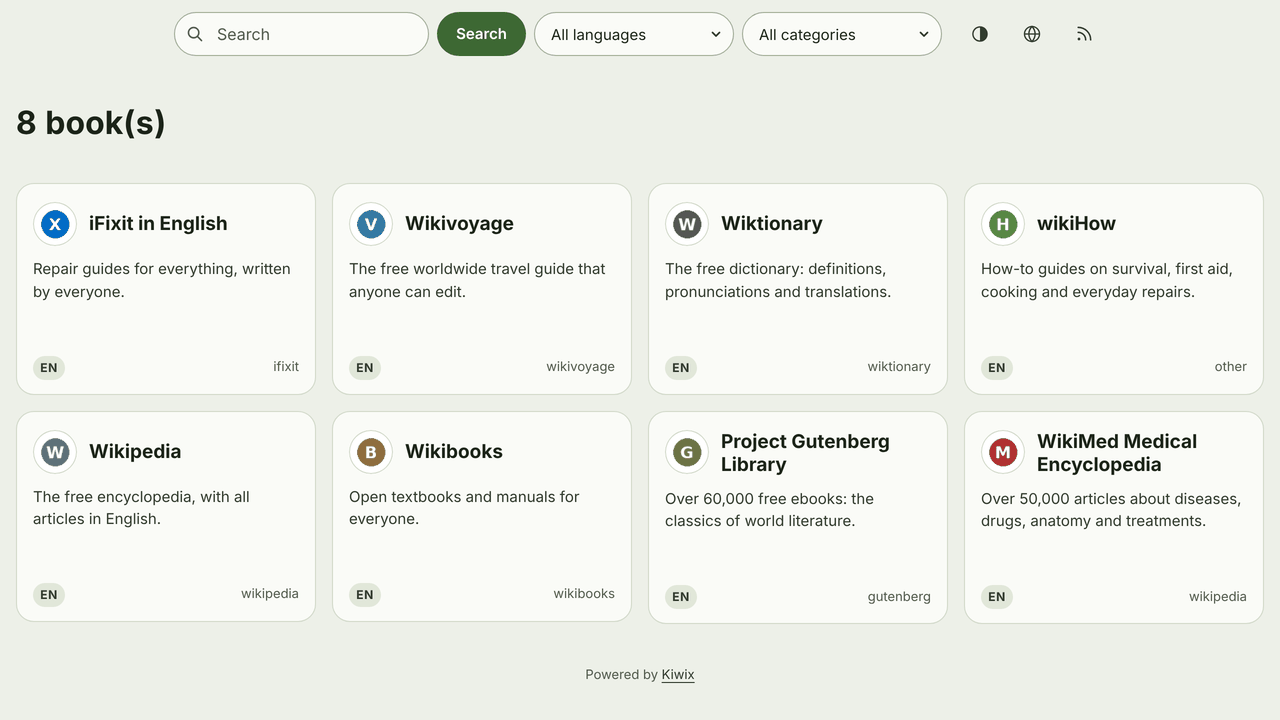 Search
Search
All languages
All categories
8 book(s)
X
iFixit in English
Repair guides for everything, written
by everyone.
EN
ifixit
V
Wikivoyage
The free worldwide travel guide that
anyone can edit.
EN
wikivoyage
W
Wiktionary
The free dictionary: definitions,
pronunciations and translations.
EN
wiktionary
H
wikiHow
How-to guides on survival, first aid,
cooking and everyday repairs.
EN
other
W
Wikipedia
The free encyclopedia, with all
articles in English.
EN
wikipedia
B
Wikibooks
Open textbooks and manuals for
everyone.
EN
wikibooks
G
Project Gutenberg
Library
Over 60,000 free ebooks: the
classics of world literature.
EN
gutenberg
M
WikiMed Medical
Encyclopedia
Over 50,000 articles about diseases,
drugs, anatomy and treatments.
EN
wikipedia
Powered by Kiwix